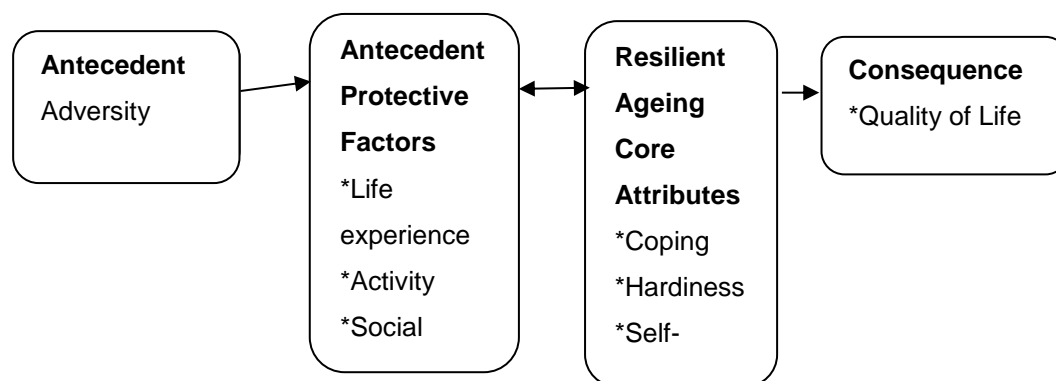 Antecedent
Adversity
Antecedent
Protective
Factors
*Life
experience
*Activity
*Social
Resilient
Ageing
Core
Attributes
*Coping
*Hardiness
*Self-
Consequence
*Quality of Life